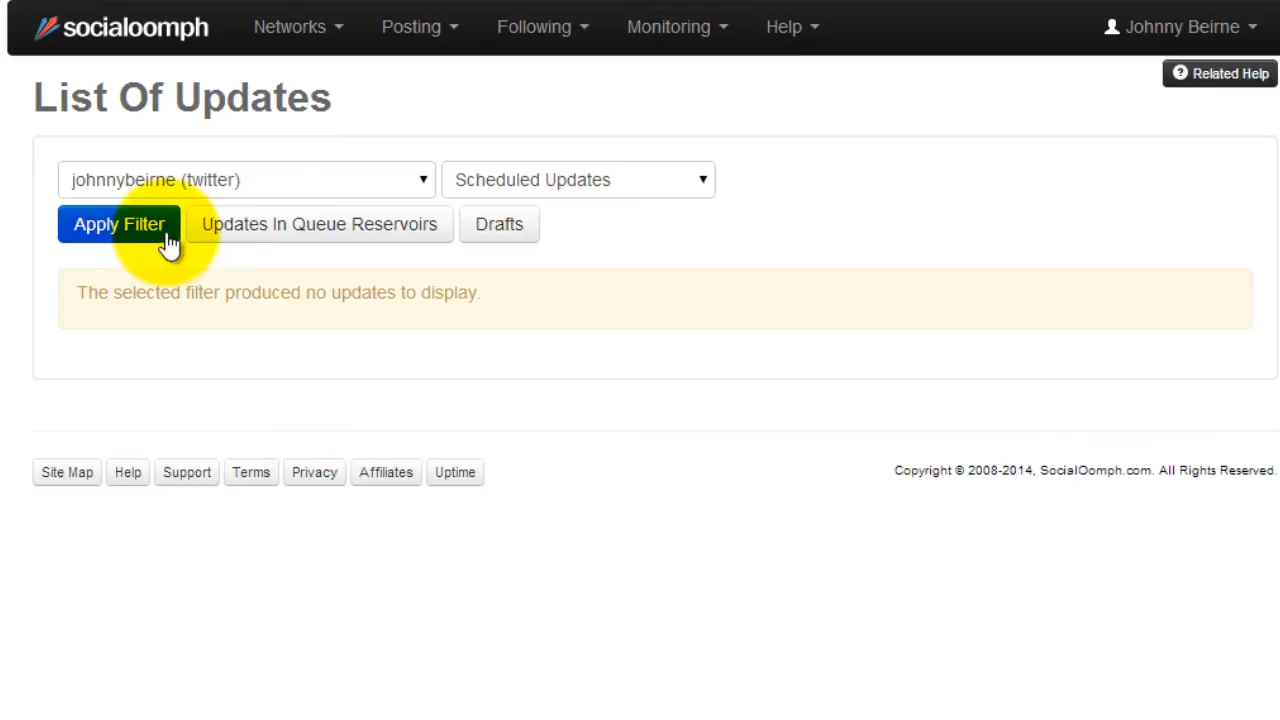 socialoomph Networks Posting Following Monitoring Help Johnny Beirne
Related Help
List Of Updates
johnnybeirne (twitter) Scheduled Updates
Apply Filter Updates In Queue Reservoirs Drafts
The selected filter produced no updates to display.
Site Map Help Support Terms Privacy Affiliates Uptime Copyright © 2008-2014, SocialOomph.com. All Rights Reserved.